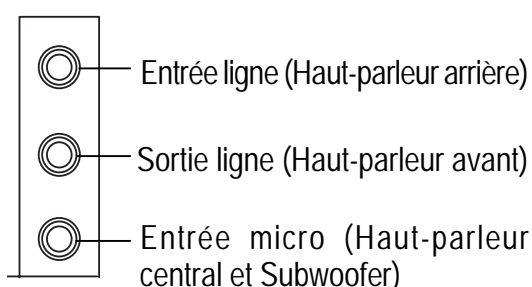 Entrée ligne (Haut-parleur arrière)
Sortie ligne (Haut-parleur avant)
Entrée micro (Haut-parleur
central et Subwoofer)